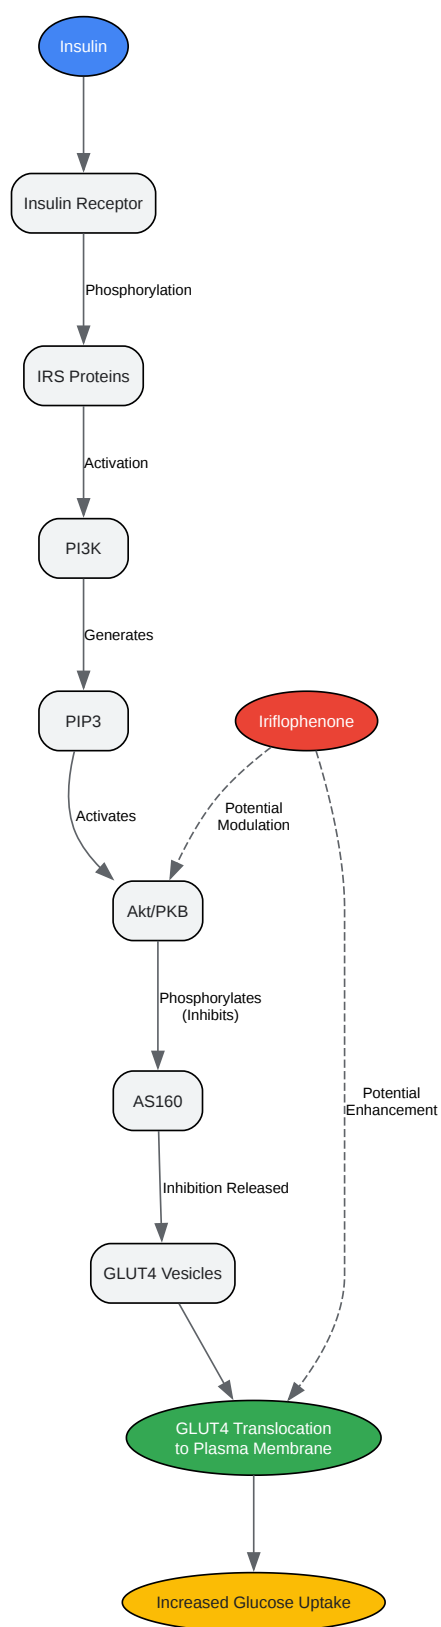 Insulin
Insulin Receptor
Phosphorylation
IRS Proteins
Activation
PI3K
Generates
PIP3
Iriflophenone
Activates
Potential
Modulation
Akt/PKB
Phosphorylates
(Inhibits)
AS160
Potential
Enhancement
Inhibition Released
GLUT4 Vesicles
GLUT4 Translocation
to Plasma Membrane
Increased Glucose Uptake